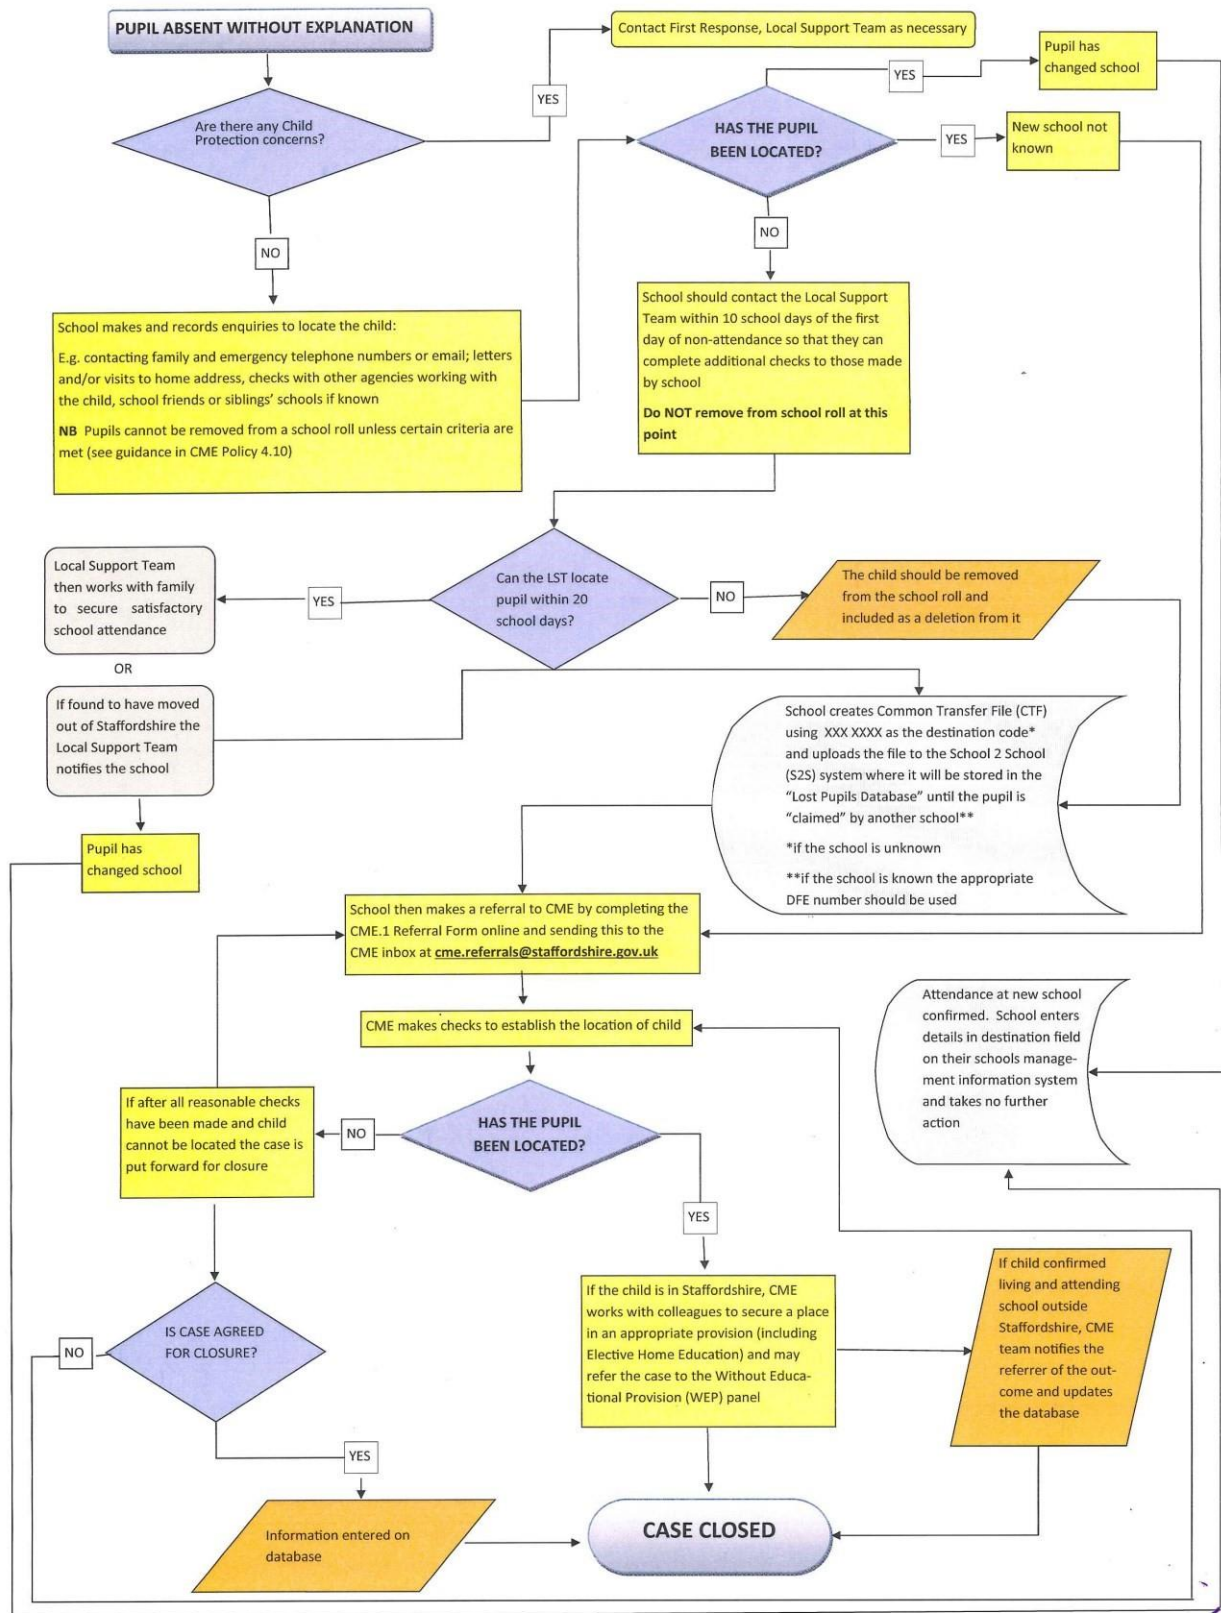 PUPIL ABSENT WITHOUT EXPLANATION
Contact First Response, Local Support Team as necessary
Pupil has
changed school
YES
YES
Are there any Child
Protection concerns?
HAS THE PUPIL
BEEN LOCATED?
YES
New school not
known
NO
NO
School makes and records enquiries to locate the child:
E.g. contacting family and emergency telephone numbers or email; letters
and/or visits to home address, checks with other agencies working with
the child, school friends or siblings' schools if known
NB Pupils cannot be removed from a school roll unless certain criteria are
met (see guidance in CME Policy 4.10)
School should contact the Local Support
Team within 10 school days of the first
day of non-attendance so that they can
complete additional checks to those made
by school
Do NOT remove from school roll at this
point
Local Support Team
then works with family
to secure satisfactory
school attendance
YES
Can the LST locate
pupil within 20
school days?
NO
The child should be removed
from the school roll and
included as a deletion from it
OR
If found to have moved
out of Staffordshire the
Local Support Team
notifies the school
School creates Common Transfer File (CTF)
using XXX XXXX as the destination code*
and uploads the file to the School 2 School
(S2S) system where it will be stored in the
"Lost Pupils Database" until the pupil is
"claimed" by another school**
*if the school is unknown
**if the school is known the appropriate
DFE number should be used
Pupil has
changed school
School then makes a referral to CME by completing the
CME.1 Referral Form online and sending this to the
CME inbox at cme.referrals@staffordshire.gov.uk
CME makes checks to establish the location of child
Attendance at new school
confirmed. School enters
details in destination field
on their schools manage-
ment information system
and takes no further
action
If after all reasonable checks
have been made and child
cannot be located the case is
put forward for closure
NO
HAS THE PUPIL
BEEN LOCATED?
YES
If the child is in Staffordshire, CME
works with colleagues to secure a place
in an appropriate provision (including
Elective Home Education) and may
refer the case to the Without Educa-
tional Provision (WEP) panel
If child confirmed
living and attending
school outside
Staffordshire, CME
team notifies the
referrer of the out-
come and updates
the database
NO
IS CASE AGREED
FOR CLOSURE?
YES
Information entered on
database
CASE CLOSED